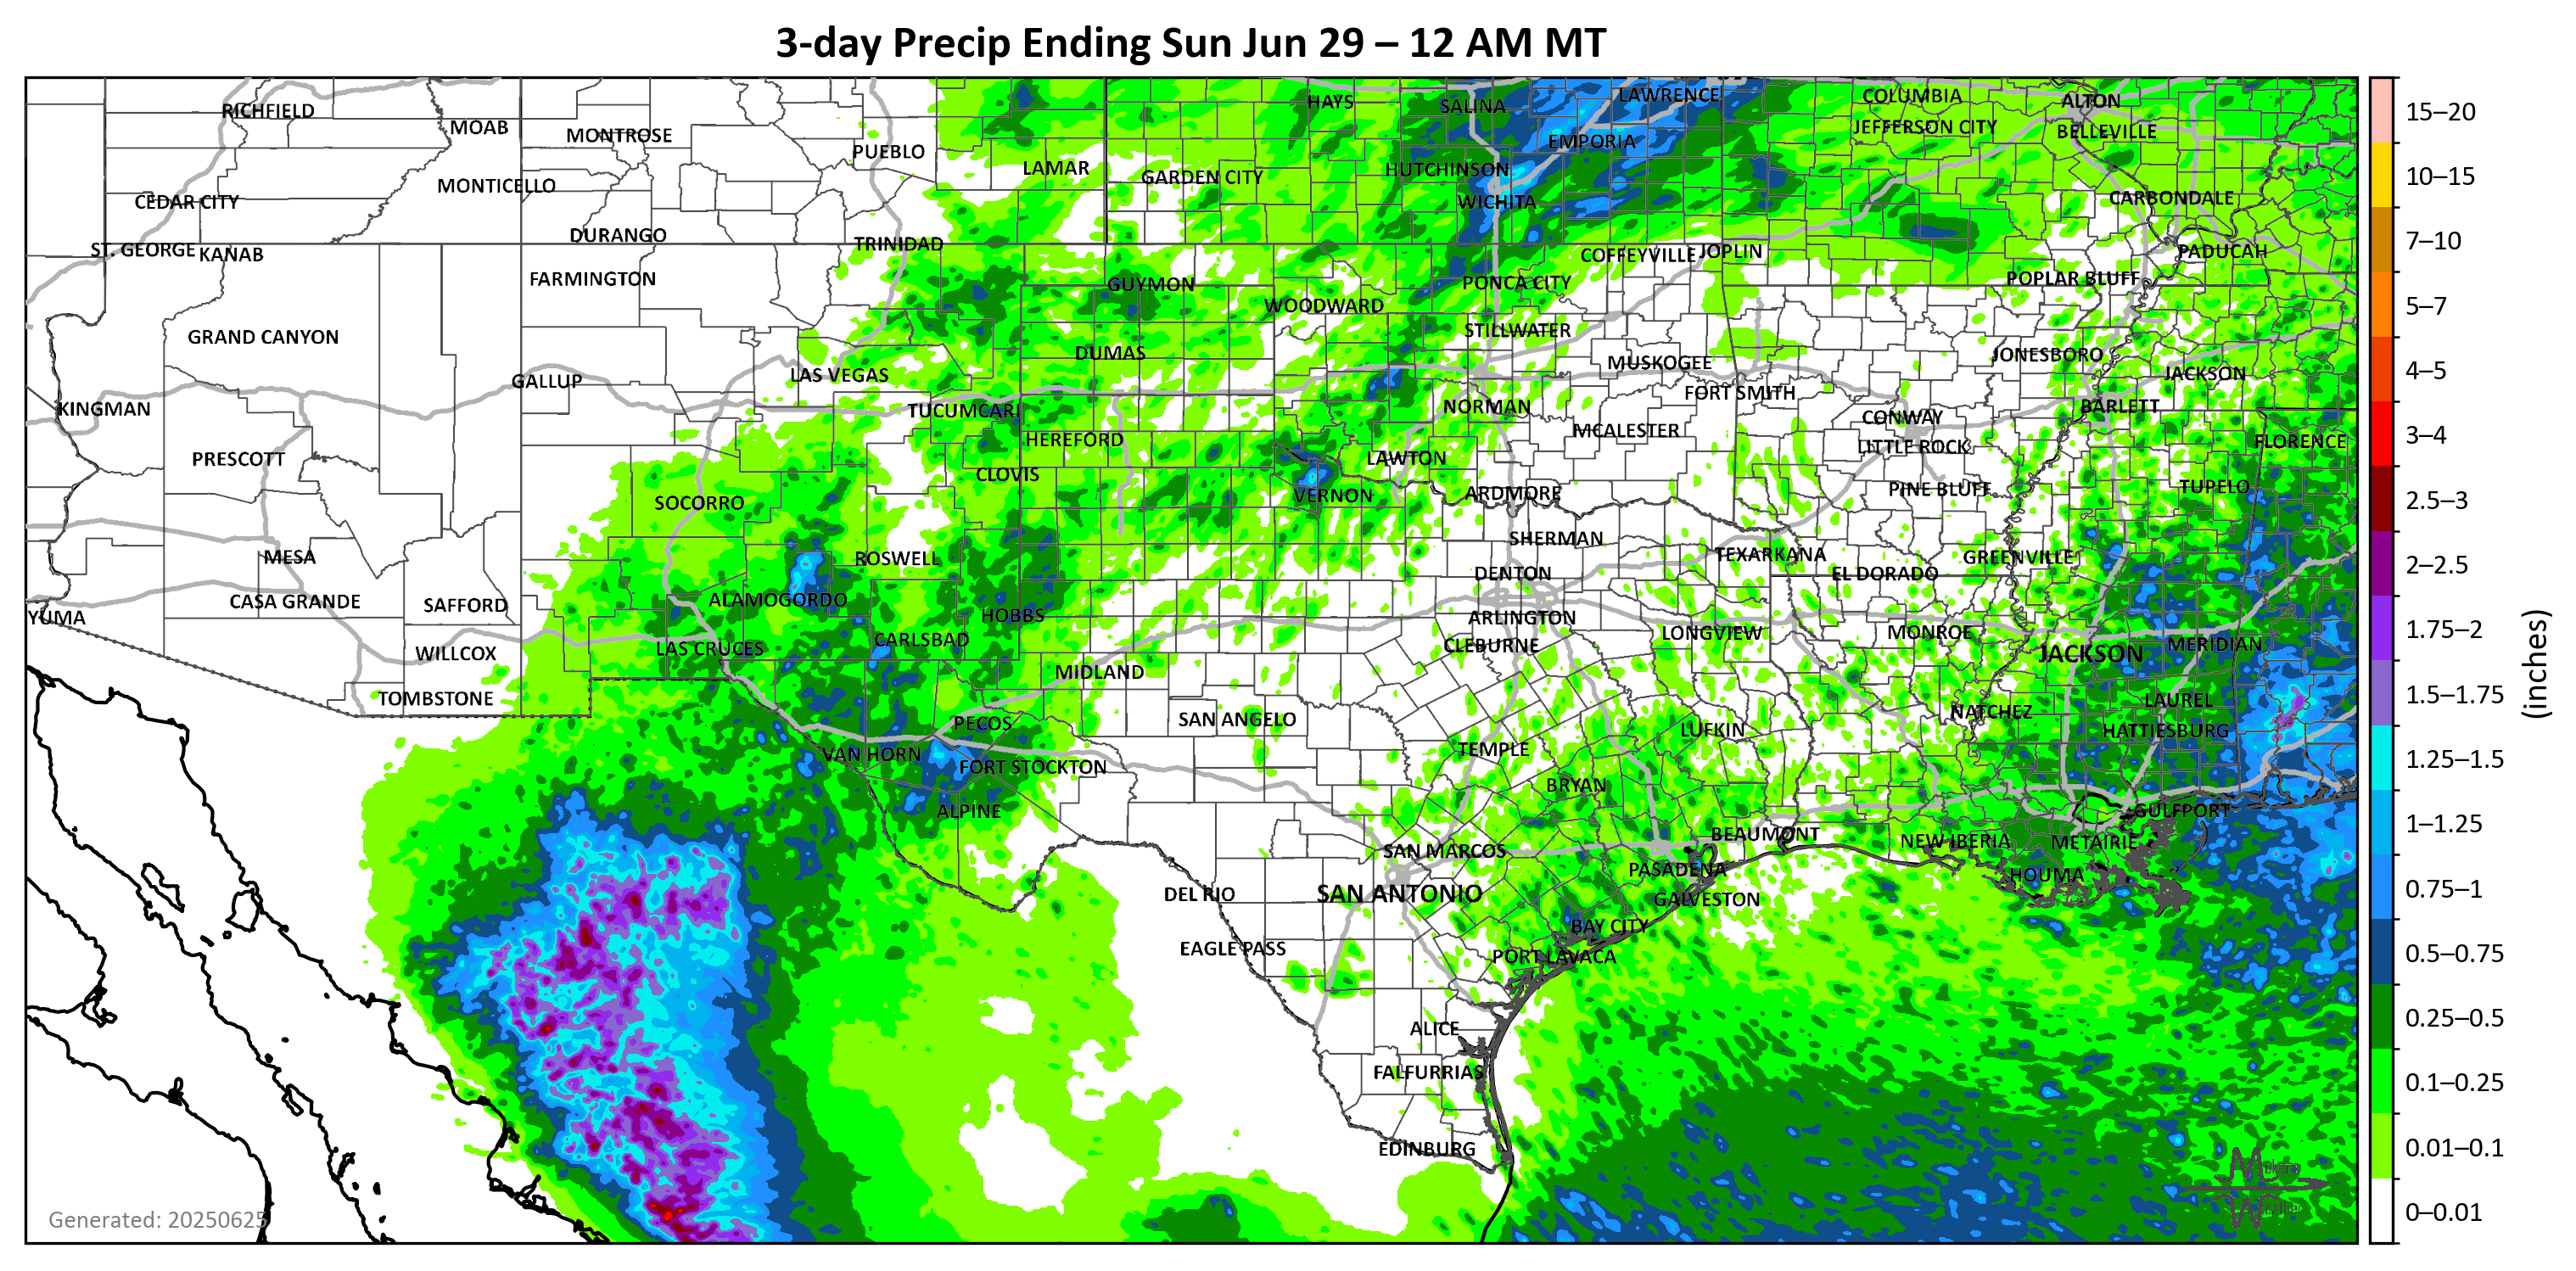 3-day Precip Ending Sun Jun 29 – 12 AM MT
RICHFIELD
MOAB
MONTROSE
PUEBLO
LAMAR
GARDEN CITY
HAYS
SALINA
LAWRENCE
EMPORIA
HUTCHINSON
WICHITA
COLUMBIA
JEFFERSON CITY
ALTON
BELLEVILLE
CARBONDALE
PADUCAH
CEDAR CITY
MONTICELLO
ST. GEORGE
KANAB
DURANGO
TRINIDAD
FARMINGTON
GUYMON
WOODWARD
PONCA CITY
COFFEYVILLE
JOPLIN
POPLAR BLUFF
GRAND CANYON
DUMAS
STILLWATER
MUSKOGEE
JONESBORO
JACKSON
GALLUP
LAS VEGAS
KINGMAN
TUCUMCARI
NORMAN
FORT SMITH
CONWAY
BARLETT
HEREFORD
MCALESTER
LITTLE ROCK
FLORENCE
PRESCOTT
CLOVIS
LAWTON
VERNON
ARDMORE
PINE BLUFF
TUPELO
SOCORRO
MESA
ROSWELL
SHERMAN
TEXARKANA
GREENVILLE
DENTON
EL DORADO
CASA GRANDE
SAFFORD
ALAMOGORDO
HOBBS
ARLINGTON
YUMA
WILLCOX
LAS CRUCES
CARLSBAD
CLEBURNE
LONGVIEW
MONROE
JACKSON
MERIDIAN
TOMBSTONE
MIDLAND
LAUREL
PECOS
SAN ANGELO
LUFKIN
NATCHEZ
HATTIESBURG
VAN HORN
FORT STOCKTON
TEMPLE
ALPINE
BRYAN
GULFPORT
BEAUMONT
NEW IBERIA
METAIRIE
SAN MARCOS
PASADENA
HOUMA
DEL RIO
SAN ANTONIO
GALVESTON
BAY CITY
EAGLE PASS
PORT LAVACA
ALICE
FALFURRIAS
EDINBURG
Generated: 20250625
15–20
10–15
7–10
5–7
4–5
3–4
2.5–3
2–2.5
1.75–2
1.5–1.75
1.25–1.5
1–1.25
0.75–1
0.5–0.75
0.25–0.5
0.1–0.25
0.01–0.1
0–0.01
(inches)